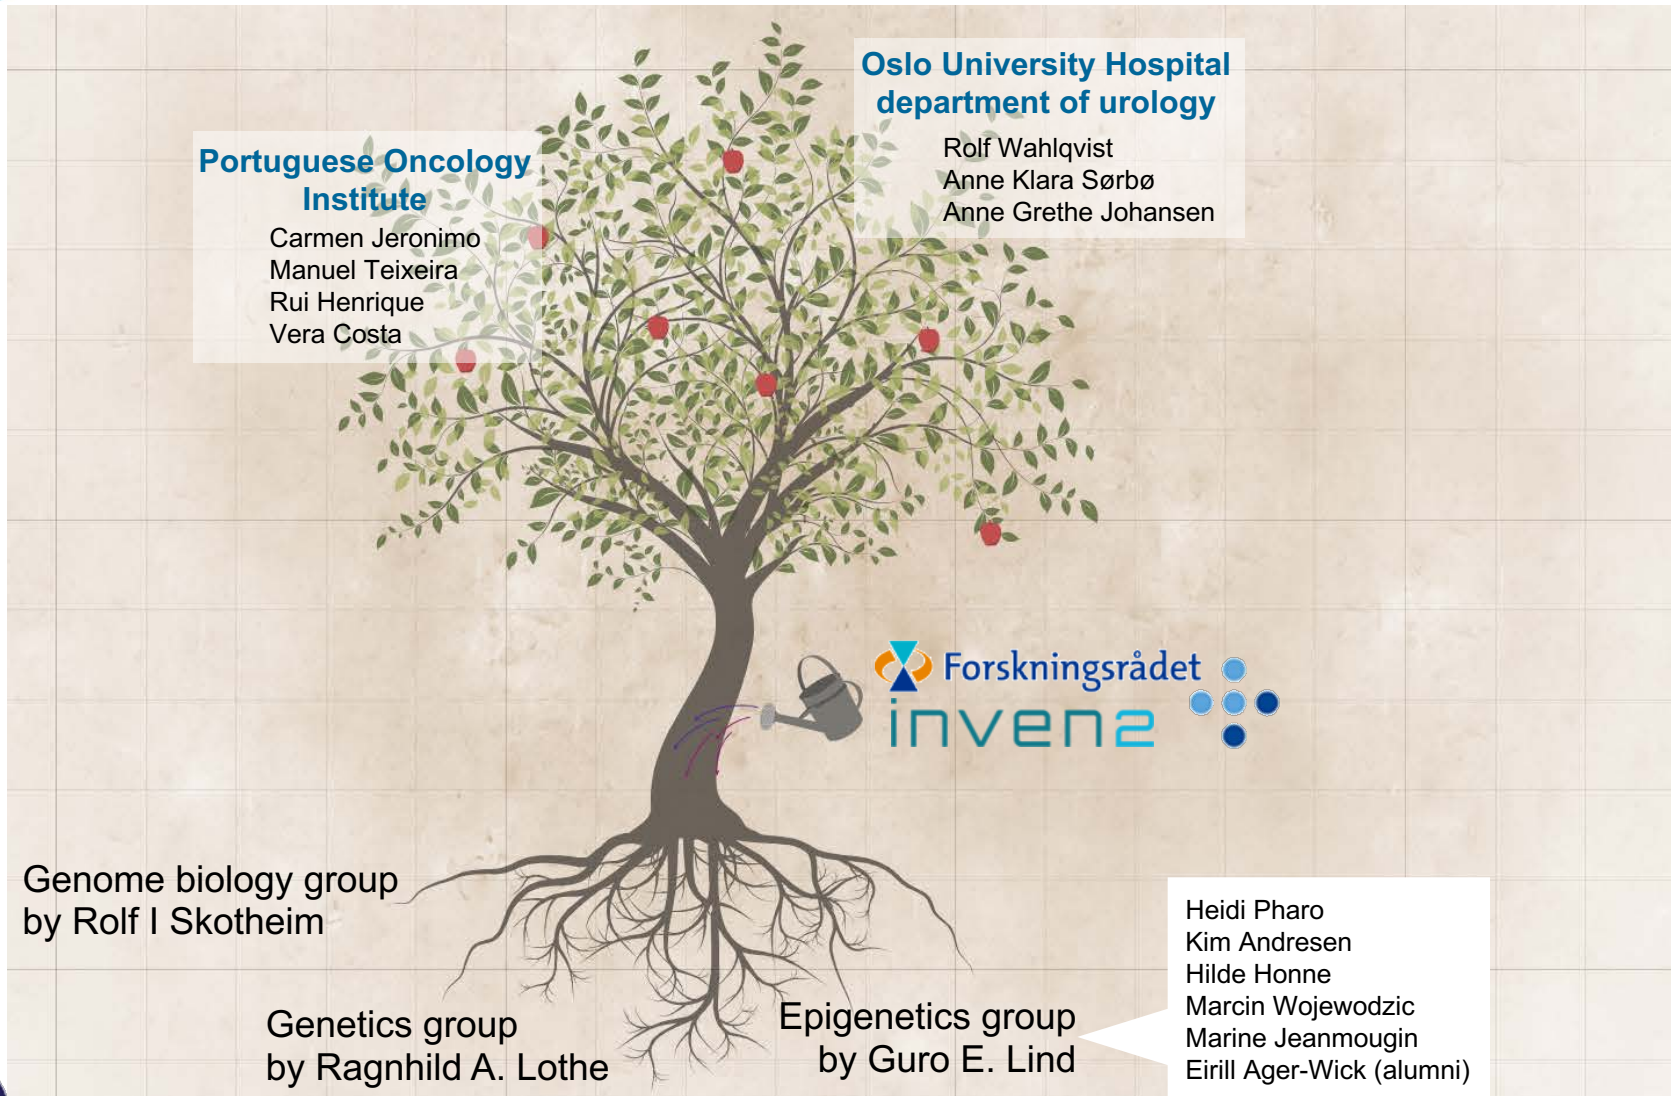 Oslo University Hospital
department of urology
Rolf Wahlqvist
Anne Klara Sørbø
Anne Grethe Johansen
Portuguese Oncology
Institute
Carmen Jeronimo
Manuel Teixeira
Rui Henrique
Vera Costa
Forskningsrådet
inven2
Genome biology group
by Rolf I Skotheim
Genetics group
by Ragnhild A. Lothe
Epigenetics group
by Guro E. Lind
Heidi Pharo
Kim Andresen
Hilde Honne
Marcin Wojewodzic
Marine Jeanmougin
Eirill Ager-Wick (alumni)